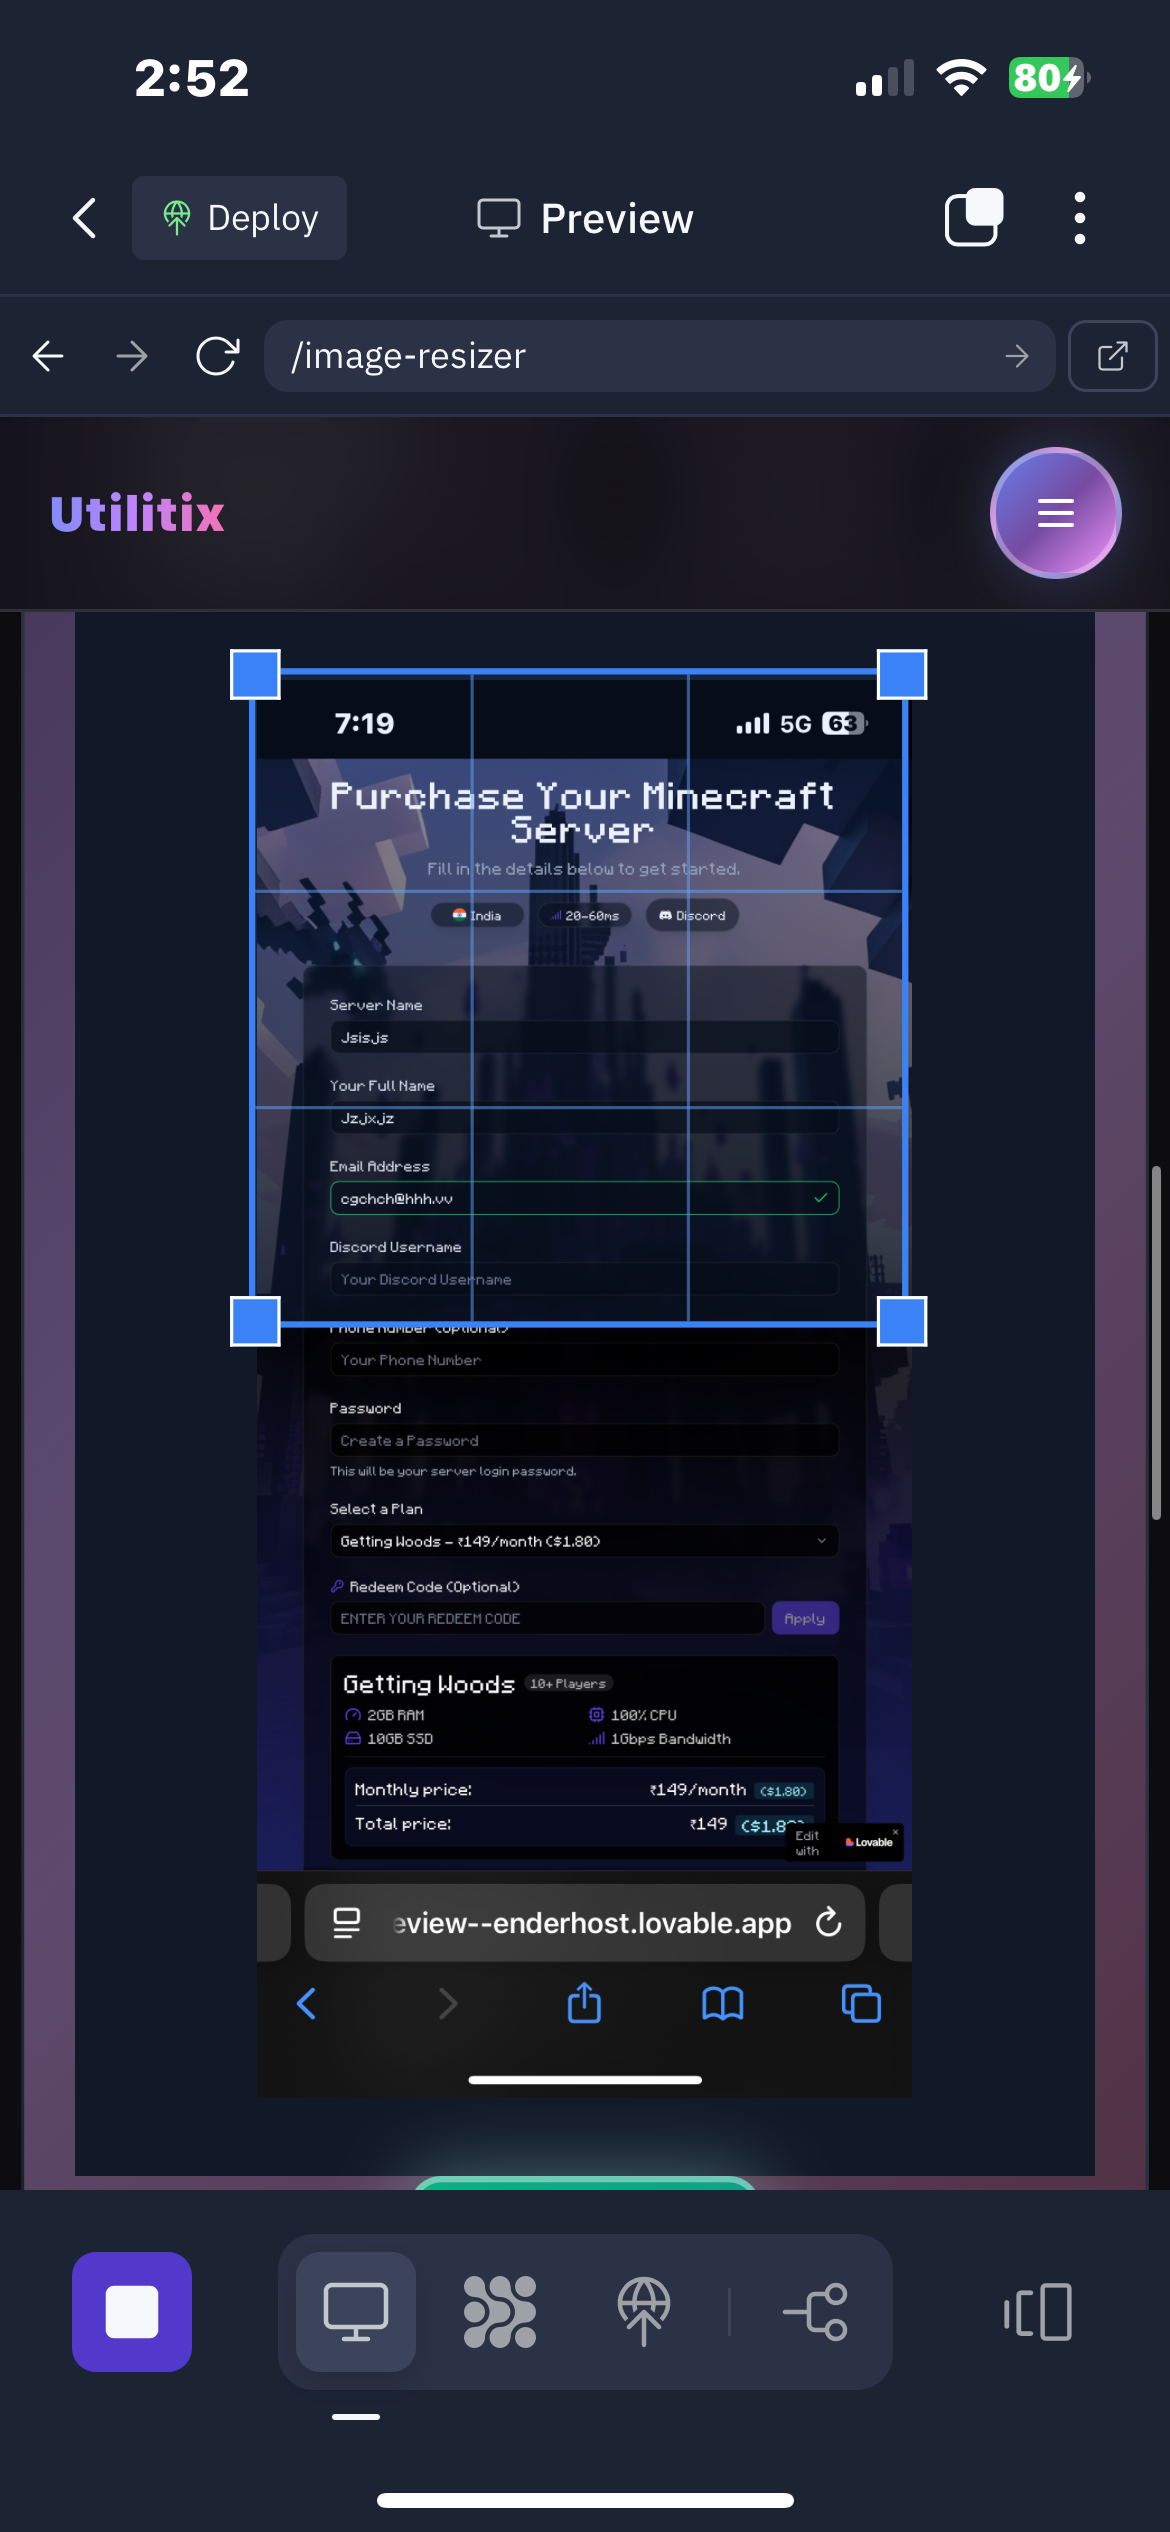 2:52
80
Deploy
Preview
/image-resizer
Utilitix
7:19
5G 63
Purchase Your Minecraft
Server
Fill in the details below to get started.
India
20-60ms
Discord
Server Name
Jsisjs
Your Full Name
Jzjxjz
Email Address
cgchch@hhh.vv
Discord Username
Your Discord Username
Phone Number (Optional)
Your Phone Number
Password
Create a Password
This will be your server login password.
Select a Plan
Getting Woods - ₹149/month ($1.80)
Redeem Code (Optional)
ENTER YOUR REDEEM CODE
Apply
Getting Woods 10+ Players
2GB RAM 100% CPU
10GB SSD 1Gbps Bandwidth
Monthly price: ₹149/month ($1.80)
Total price: ₹149 ($1.8
Edit
with
Lovable
eview--enderhost.lovable.app